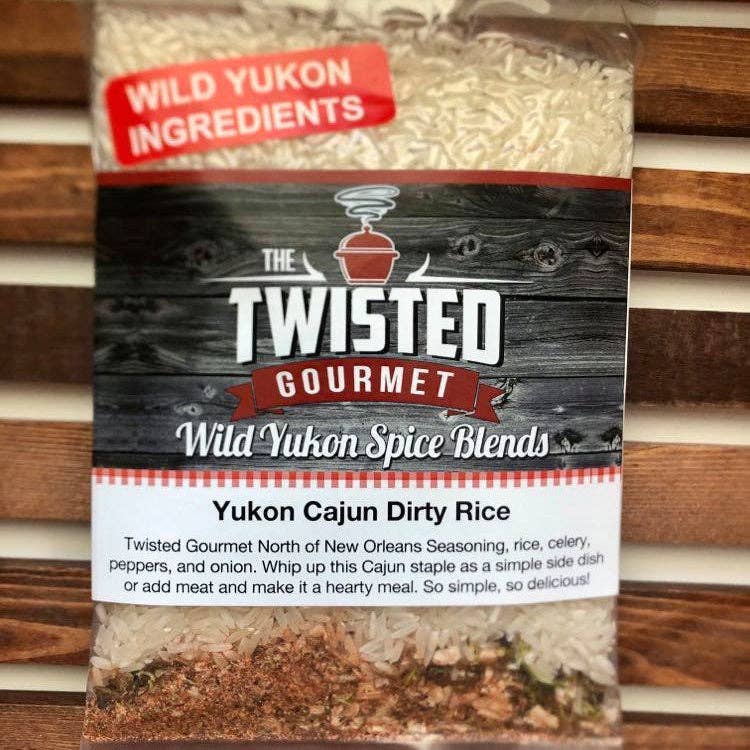 WILD YUKON
INGREDIENTS
THE
TWISTED
GOURMET
Wild Yukon Spice Blends
Yukon Cajun Dirty Rice
Twisted Gourmet North of New Orleans Seasoning, rice, celery,
peppers, and onion. Whip up this Cajun staple as a simple side dish
or add meat and make it a hearty meal. So simple, so delicious!